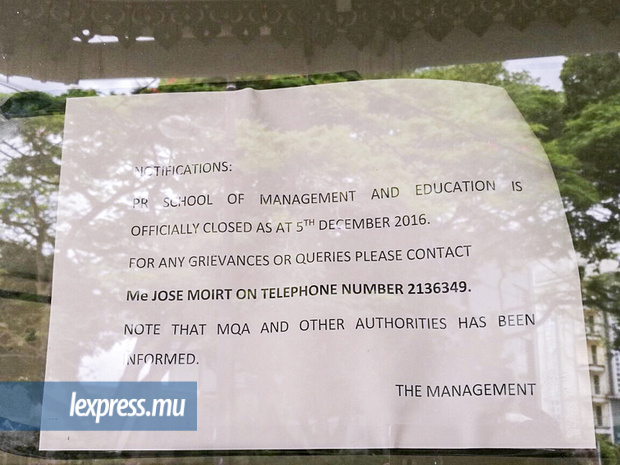 NOTIFICATIONS:
PR SCHOOL OF MANAGEMENT AND EDUCATION IS
OFFICIALLY CLOSED AS AT 5TH DECEMBER 2016.
FOR ANY GRIEVANCES OR QUERIES PLEASE CONTACT
Me JOSE MOIRT ON TELEPHONE NUMBER 2136349.
NOTE THAT MQA AND OTHER AUTHORITIES HAS BEEN
INFORMED.
THE MANAGEMENT
lexpress.mu